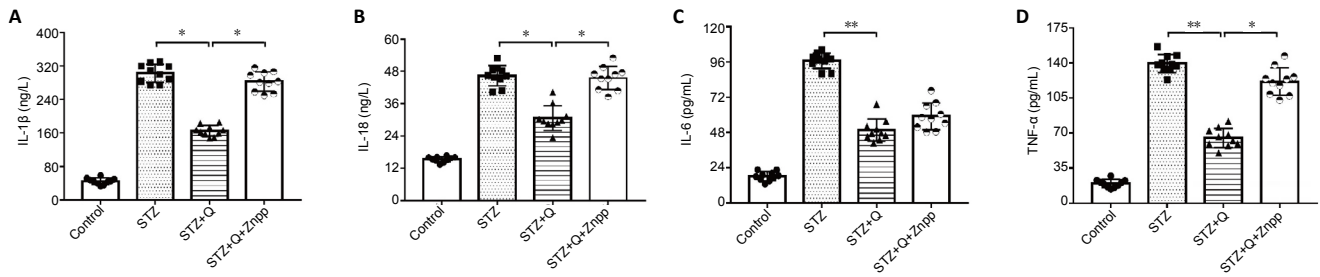 A
400
320
280
160
80
0
IL-1β (ng/L)
*
*
Control
STZ
STZ+Q
STZ+Q+Znpp
B
60
48
36
24
12
0
IL-18 (ng/L)
*
*
Control
STZ
STZ+Q
STZ+Q+Znpp
C
120
96
72
48
24
0
IL-6 (pg/mL)
**
Control
STZ
STZ+Q
STZ+Q+Znpp
D
175
140
70
35
0
TNF-α (pg/mL)
**
*
Control
STZ
STZ+Q
STZ+Q+Znpp